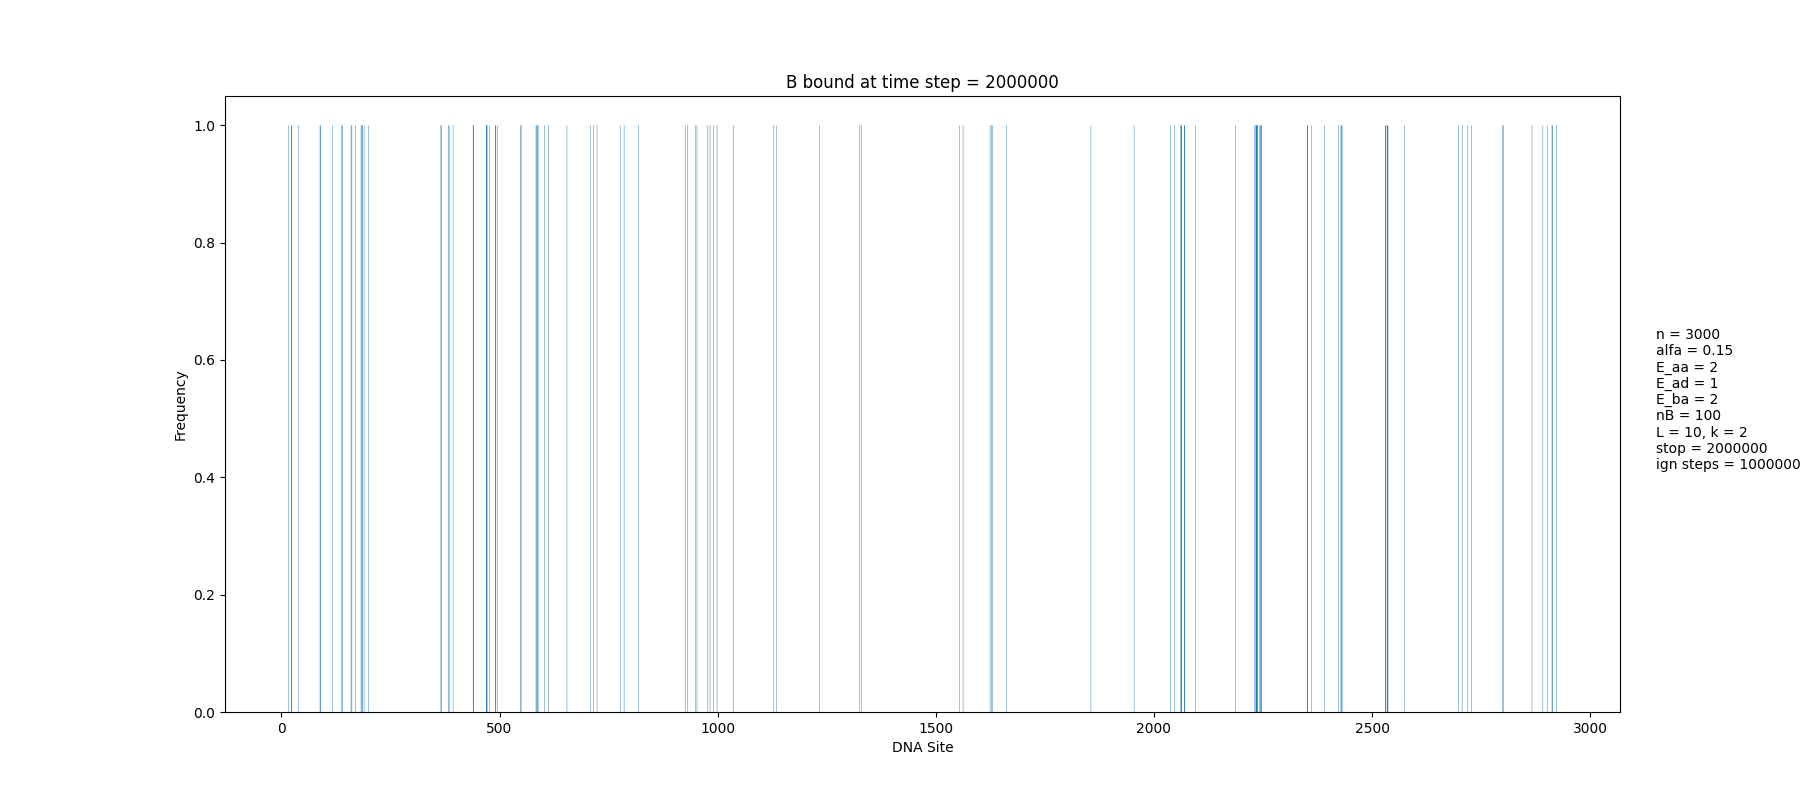 B bound at time step = 2000000
1.0
0.8
0.6
0.4
0.2
0.0
Frequency
0 500 1000 1500 2000 2500 3000
DNA Site
n = 3000
alfa = 0.15
E_aa = 2
E_ad = 1
E_ba = 2
nB = 100
L = 10, k = 2
stop = 2000000
ign steps = 1000000